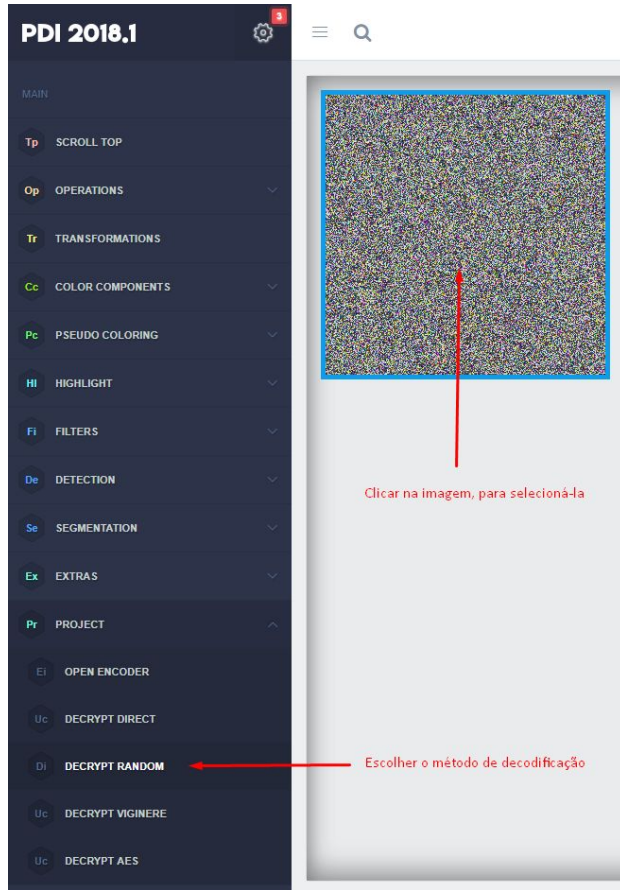 PDI 2018.1
3
MAIN
Tp SCROLL TOP
Op OPERATIONS
Tr TRANSFORMATIONS
Cc COLOR COMPONENTS
Pc PSEUDO COLORING
HI HIGHLIGHT
Fi FILTERS
De DETECTION
Se SEGMENTATION
Ex EXTRAS
Pr PROJECT
Ei OPEN ENCODER
Uc DECRYPT DIRECT
Di DECRYPT RANDOM
Uc DECRYPT VIGINERE
Uc DECRYPT AES
Clicar na imagem, para selecioná-la
Escolher o método de decodificação